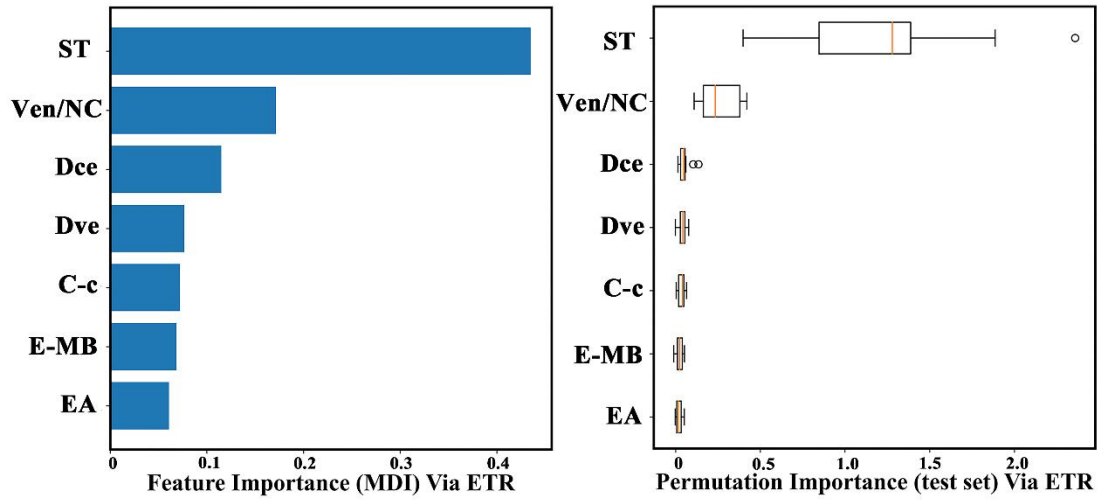 ST
Ven/NC
Dce
Dve
C-c
E-MB
EA
0 0.1 0.2 0.3 0.4
Feature Importance (MDI) Via ETR
ST
Ven/NC
Dce
Dve
C-c
E-MB
EA
0 0.5 1.0 1.5 2.0
Permutation Importance (test set) Via ETR